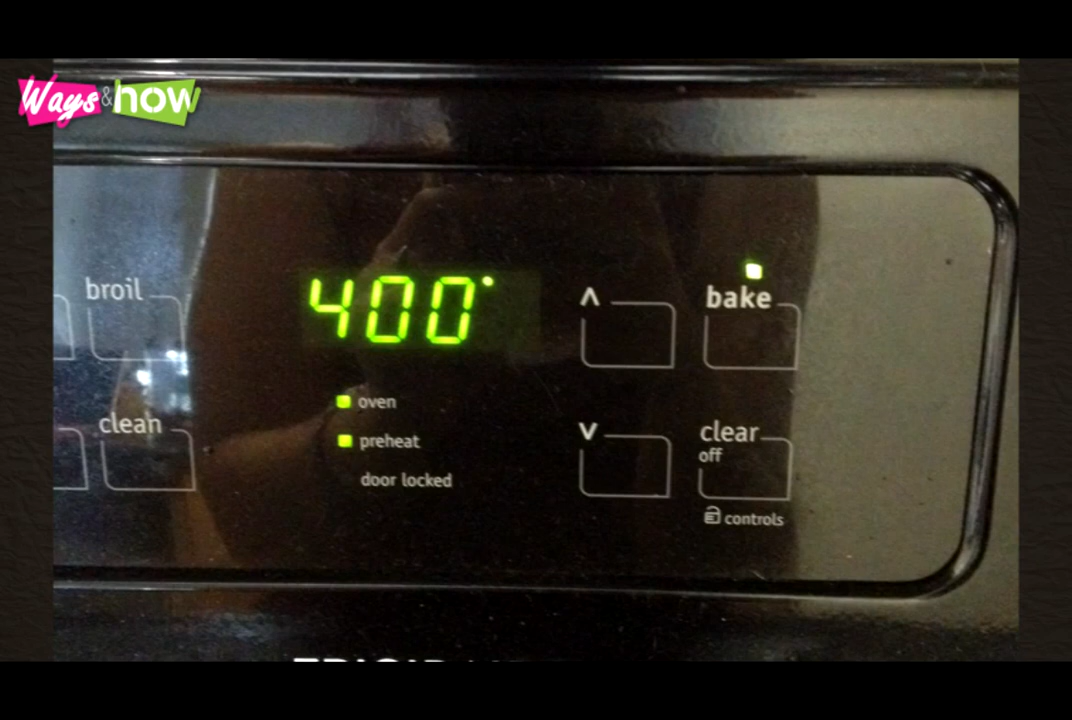 Ways & how
broil
400°
^
bake
oven
clean
preheat
v
clear
off
door locked
controls